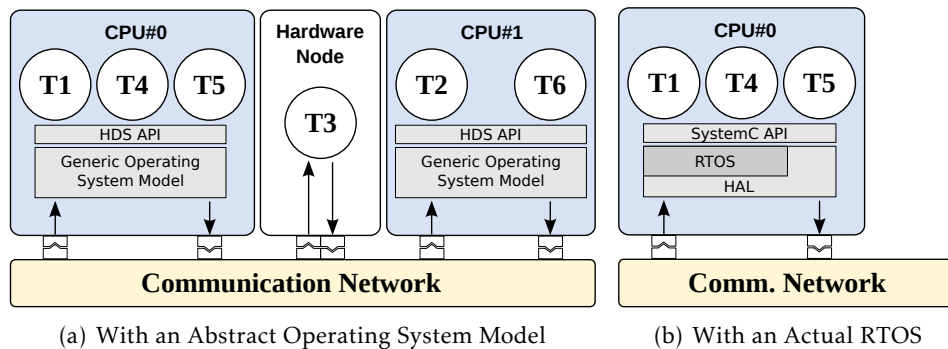 CPU#0
T1 T4 T5
HDS API
Generic Operating
System Model
Hardware
Node
T3
CPU#1
T2 T6
HDS API
Generic Operating
System Model
Communication Network
(a) With an Abstract Operating System Model
CPU#0
T1 T4 T5
SystemC API
RTOS
HAL
Comm. Network
(b) With an Actual RTOS